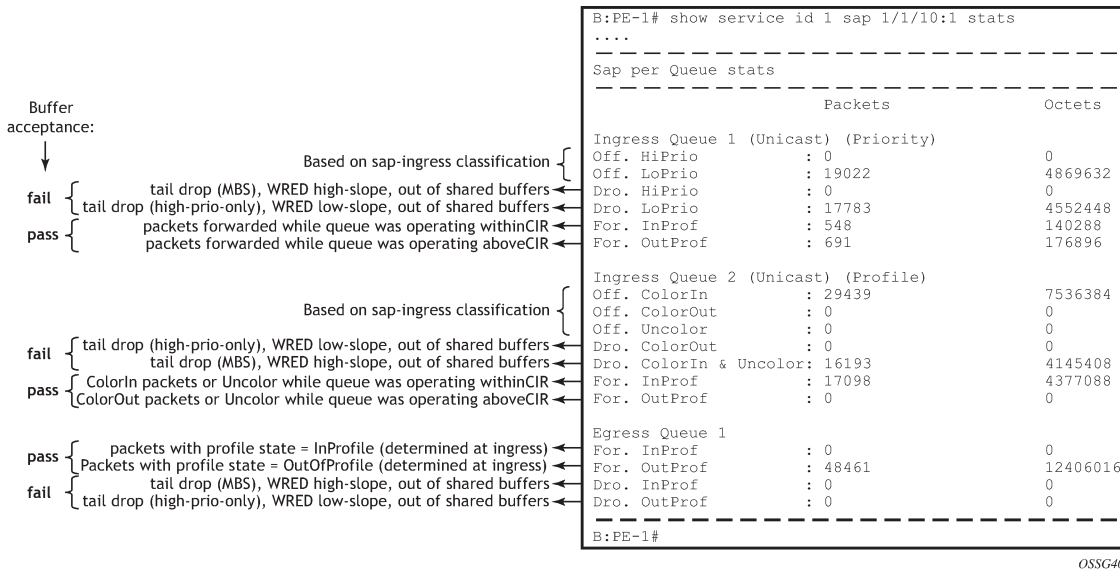 B:PE-1# show service id 1 sap 1/1/10:1 stats
....
Sap per Queue stats
Packets Octets
Buffer
acceptance:
Ingress Queue 1 (Unicast) (Priority)
Based on sap-ingress classification
Off. HiPrio : 0 0
Off. LoPrio : 19022 4869632
fail
tail drop (MBS), WRED high-slope, out of shared buffers Dro. HiPrio : 0 0
tail drop (high-prio-only), WRED low-slope, out of shared buffers Dro. LoPrio : 17783 4552448
pass
packets forwarded while queue was operating withinCIR For. InProf : 548 140288
packets forwarded while queue was operating aboveCIR For. OutProf : 691 176896
Ingress Queue 2 (Unicast) (Profile)
Based on sap-ingress classification
Off. ColorIn : 29439 7536384
Off. ColorOut : 0 0
Off. Uncolor : 0 0
fail
tail drop (high-prio-only), WRED low-slope, out of shared buffers Dro. ColorOut : 0 0
tail drop (MBS), WRED high-slope, out of shared buffers Dro. ColorIn & Uncolor: 16193 4145408
pass
ColorIn packets or Uncolor while queue was operating withinCIR For. InProf : 17098 4377088
ColorOut packets or Uncolor while queue was operating aboveCIR For. OutProf : 0 0
Egress Queue 1
pass
packets with profile state = InProfile (determined at ingress) For. InProf : 0 0
Packets with profile state = OutOfProfile (determined at ingress) For. OutProf : 48461 12406016
fail
tail drop (MBS), WRED high-slope, out of shared buffers Dro. InProf : 0 0
tail drop (high-prio-only), WRED low-slope, out of shared buffers Dro. OutProf : 0 0
B:PE-1#